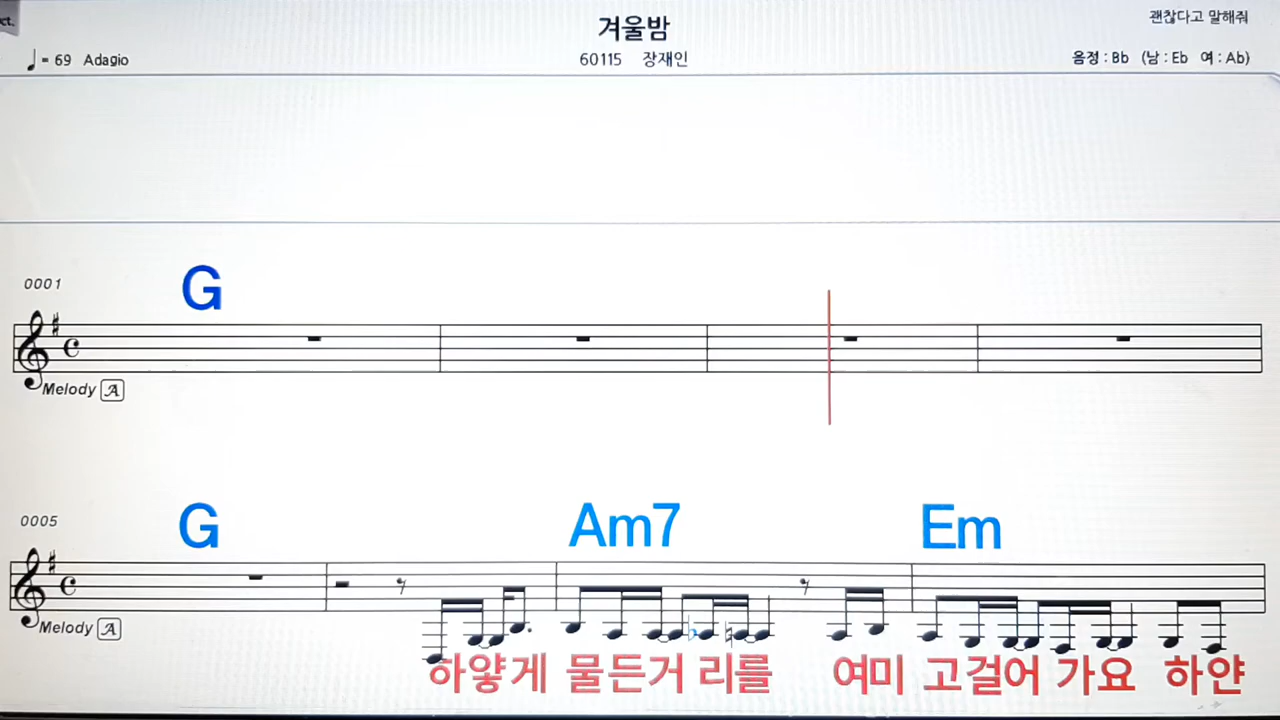 ct.
겨울밤
괜찮다고 말해줘
= 69 Adagio
60115 장재인
음정 : Bb (남 : Eb 여 : Ab)
0001
G
Melody A
0005
G Am7 Em
Melody A
하얗게 물든거 리를 여미 고걸어 가요 하얀